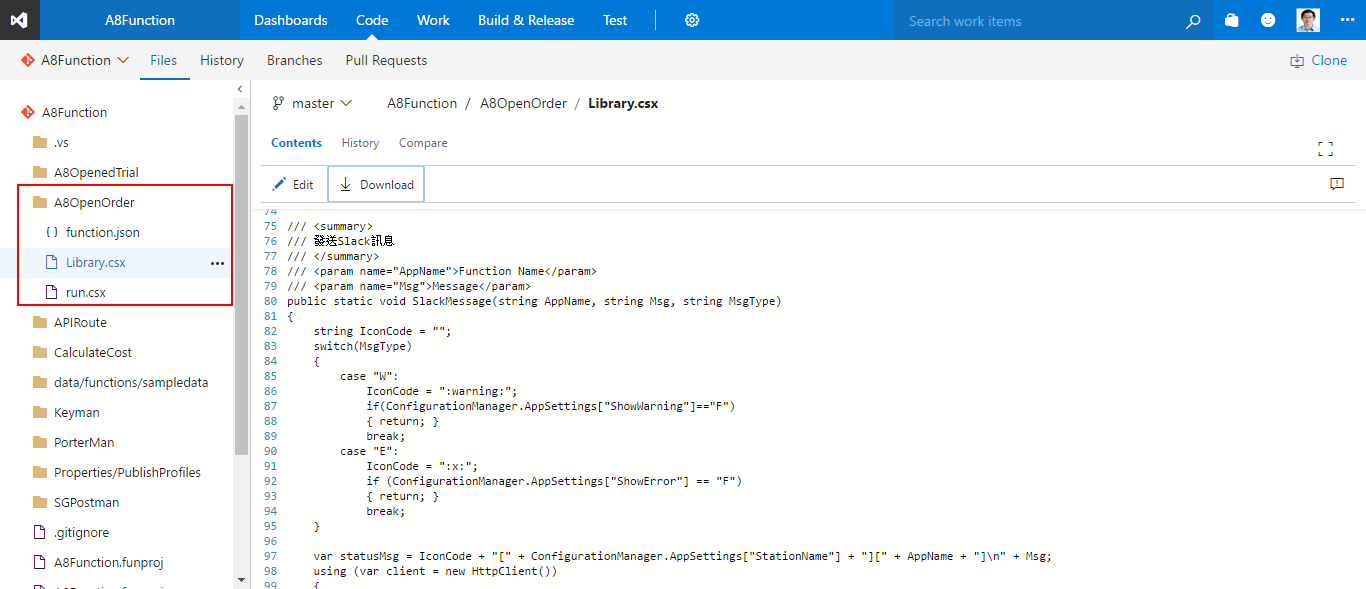 A8Function Dashboards Code Work Build & Release Test Search work items
A8Function Files History Branches Pull Requests Clone
A8Function
.vs
A8OpenedTrial
A8OpenOrder
{ } function.json
Library.csx
run.csx
APIRoute
CalculateCost
data/functions/sampledata
Keyman
PorterMan
Properties/PublishProfiles
SGPostman
.gitignore
A8Function.funproj
master A8Function / A8OpenOrder / Library.csx
Contents History Compare
Edit Download
74
75 /// <summary>
76 /// 發送Slack訊息
77 /// </summary>
78 /// <param name="AppName">Function Name</param>
79 /// <param name="Msg">Message</param>
80 public static void SlackMessage(string AppName, string Msg, string MsgType)
81 {
82     string IconCode = "";
83     switch(MsgType)
84     {
85         case "W":
86             IconCode = ":warning:";
87             if(ConfigurationManager.AppSettings["ShowWarning"]=="F")
88             { return; }
89             break;
90         case "E":
91             IconCode = ":x:";
92             if (ConfigurationManager.AppSettings["ShowError"] == "F")
93             { return; }
94             break;
95     }
96
97     var statusMsg = IconCode + "[" + ConfigurationManager.AppSettings["StationName"] + "][" + AppName + "]\n" + Msg;
98     using (var client = new HttpClient())
99     {